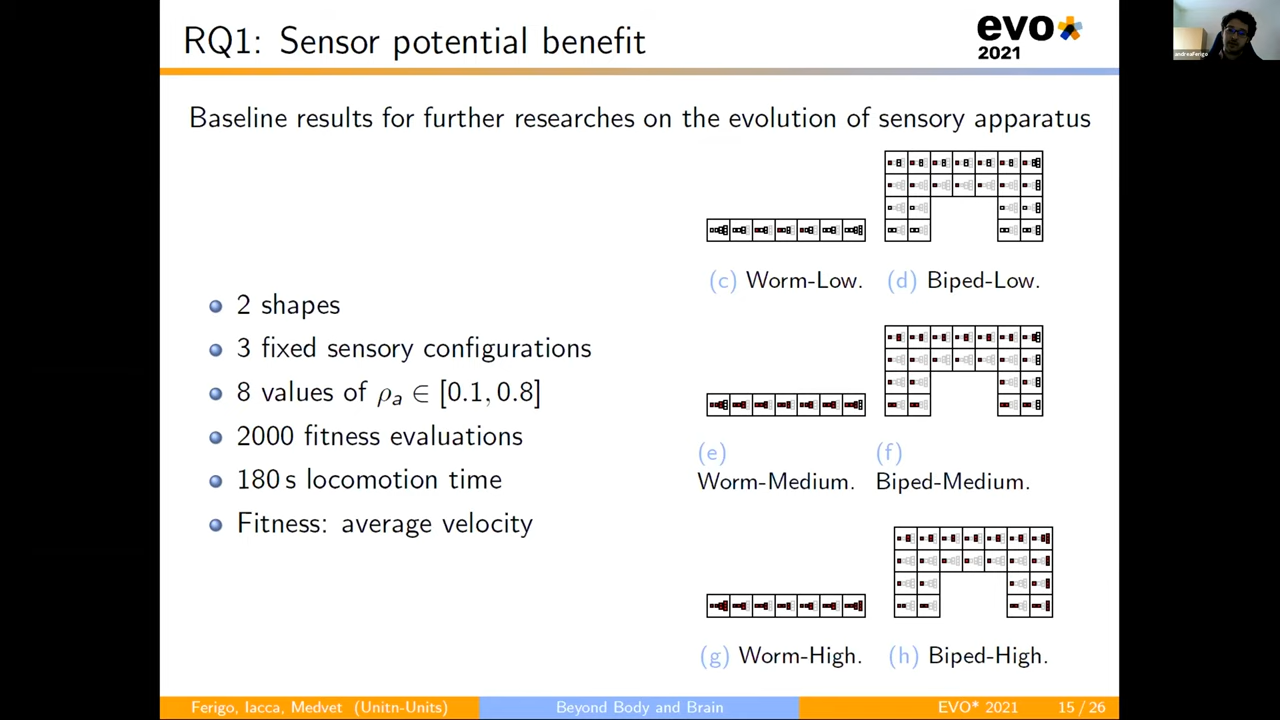 RQ1: Sensor potential benefit
evo*
2021
andreaFerigo
Baseline results for further researches on the evolution of sensory apparatus
2 shapes
3 fixed sensory configurations
8 values of ρₐ ∈ [0.1, 0.8]
2000 fitness evaluations
180 s locomotion time
Fitness: average velocity
(c) Worm-Low.
(d) Biped-Low.
(e)
Worm-Medium.
(f)
Biped-Medium.
(g) Worm-High.
(h) Biped-High.
Ferigo, Iacca, Medvet (Unitn-Units)
Beyond Body and Brain
EVO* 2021
15 / 26